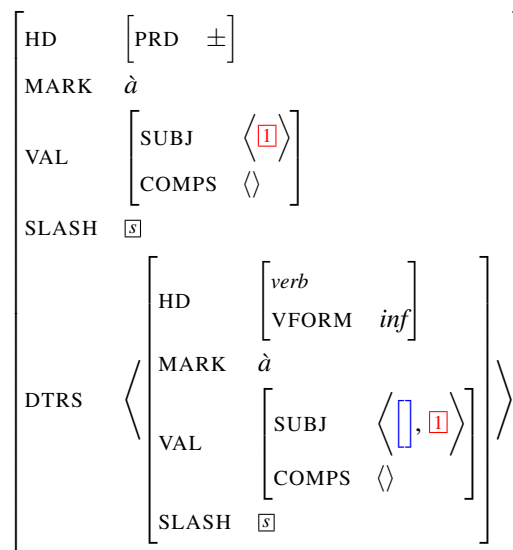 HD [PRD ±]
MARK à
VAL [SUBJ ⟨1⟩
COMPS ⟨⟩]
SLASH s
DTRS ⟨[HD [verb
VFORM inf]
MARK à
VAL [SUBJ ⟨[], 1⟩
COMPS ⟨⟩]
SLASH s]⟩